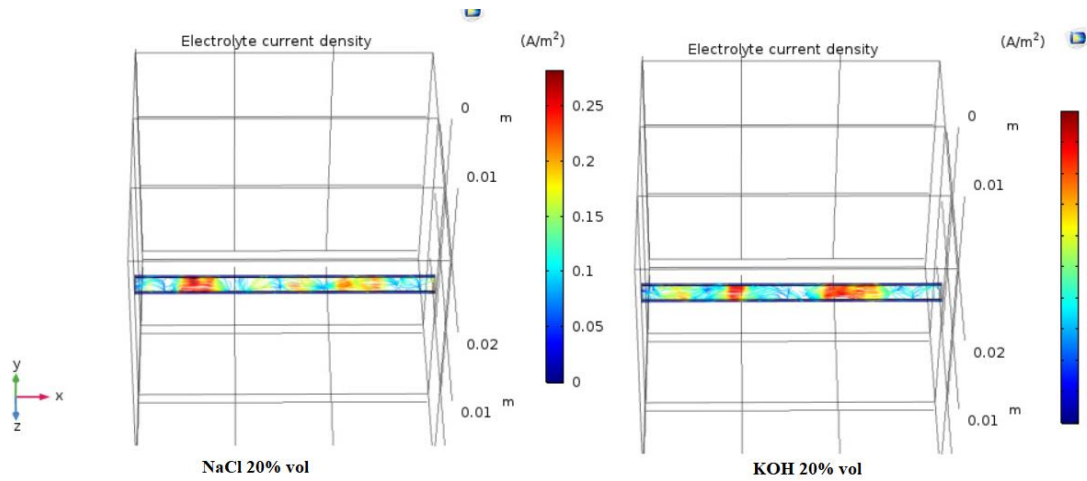 Electrolyte current density
(A/m²)
0
m
0.01
0.02
0.01
m
0.25
0.2
0.15
0.1
0.05
0
y
x
z
NaCl 20% vol
Electrolyte current density
(A/m²)
0
m
0.01
0.02
0.01
m
KOH 20% vol